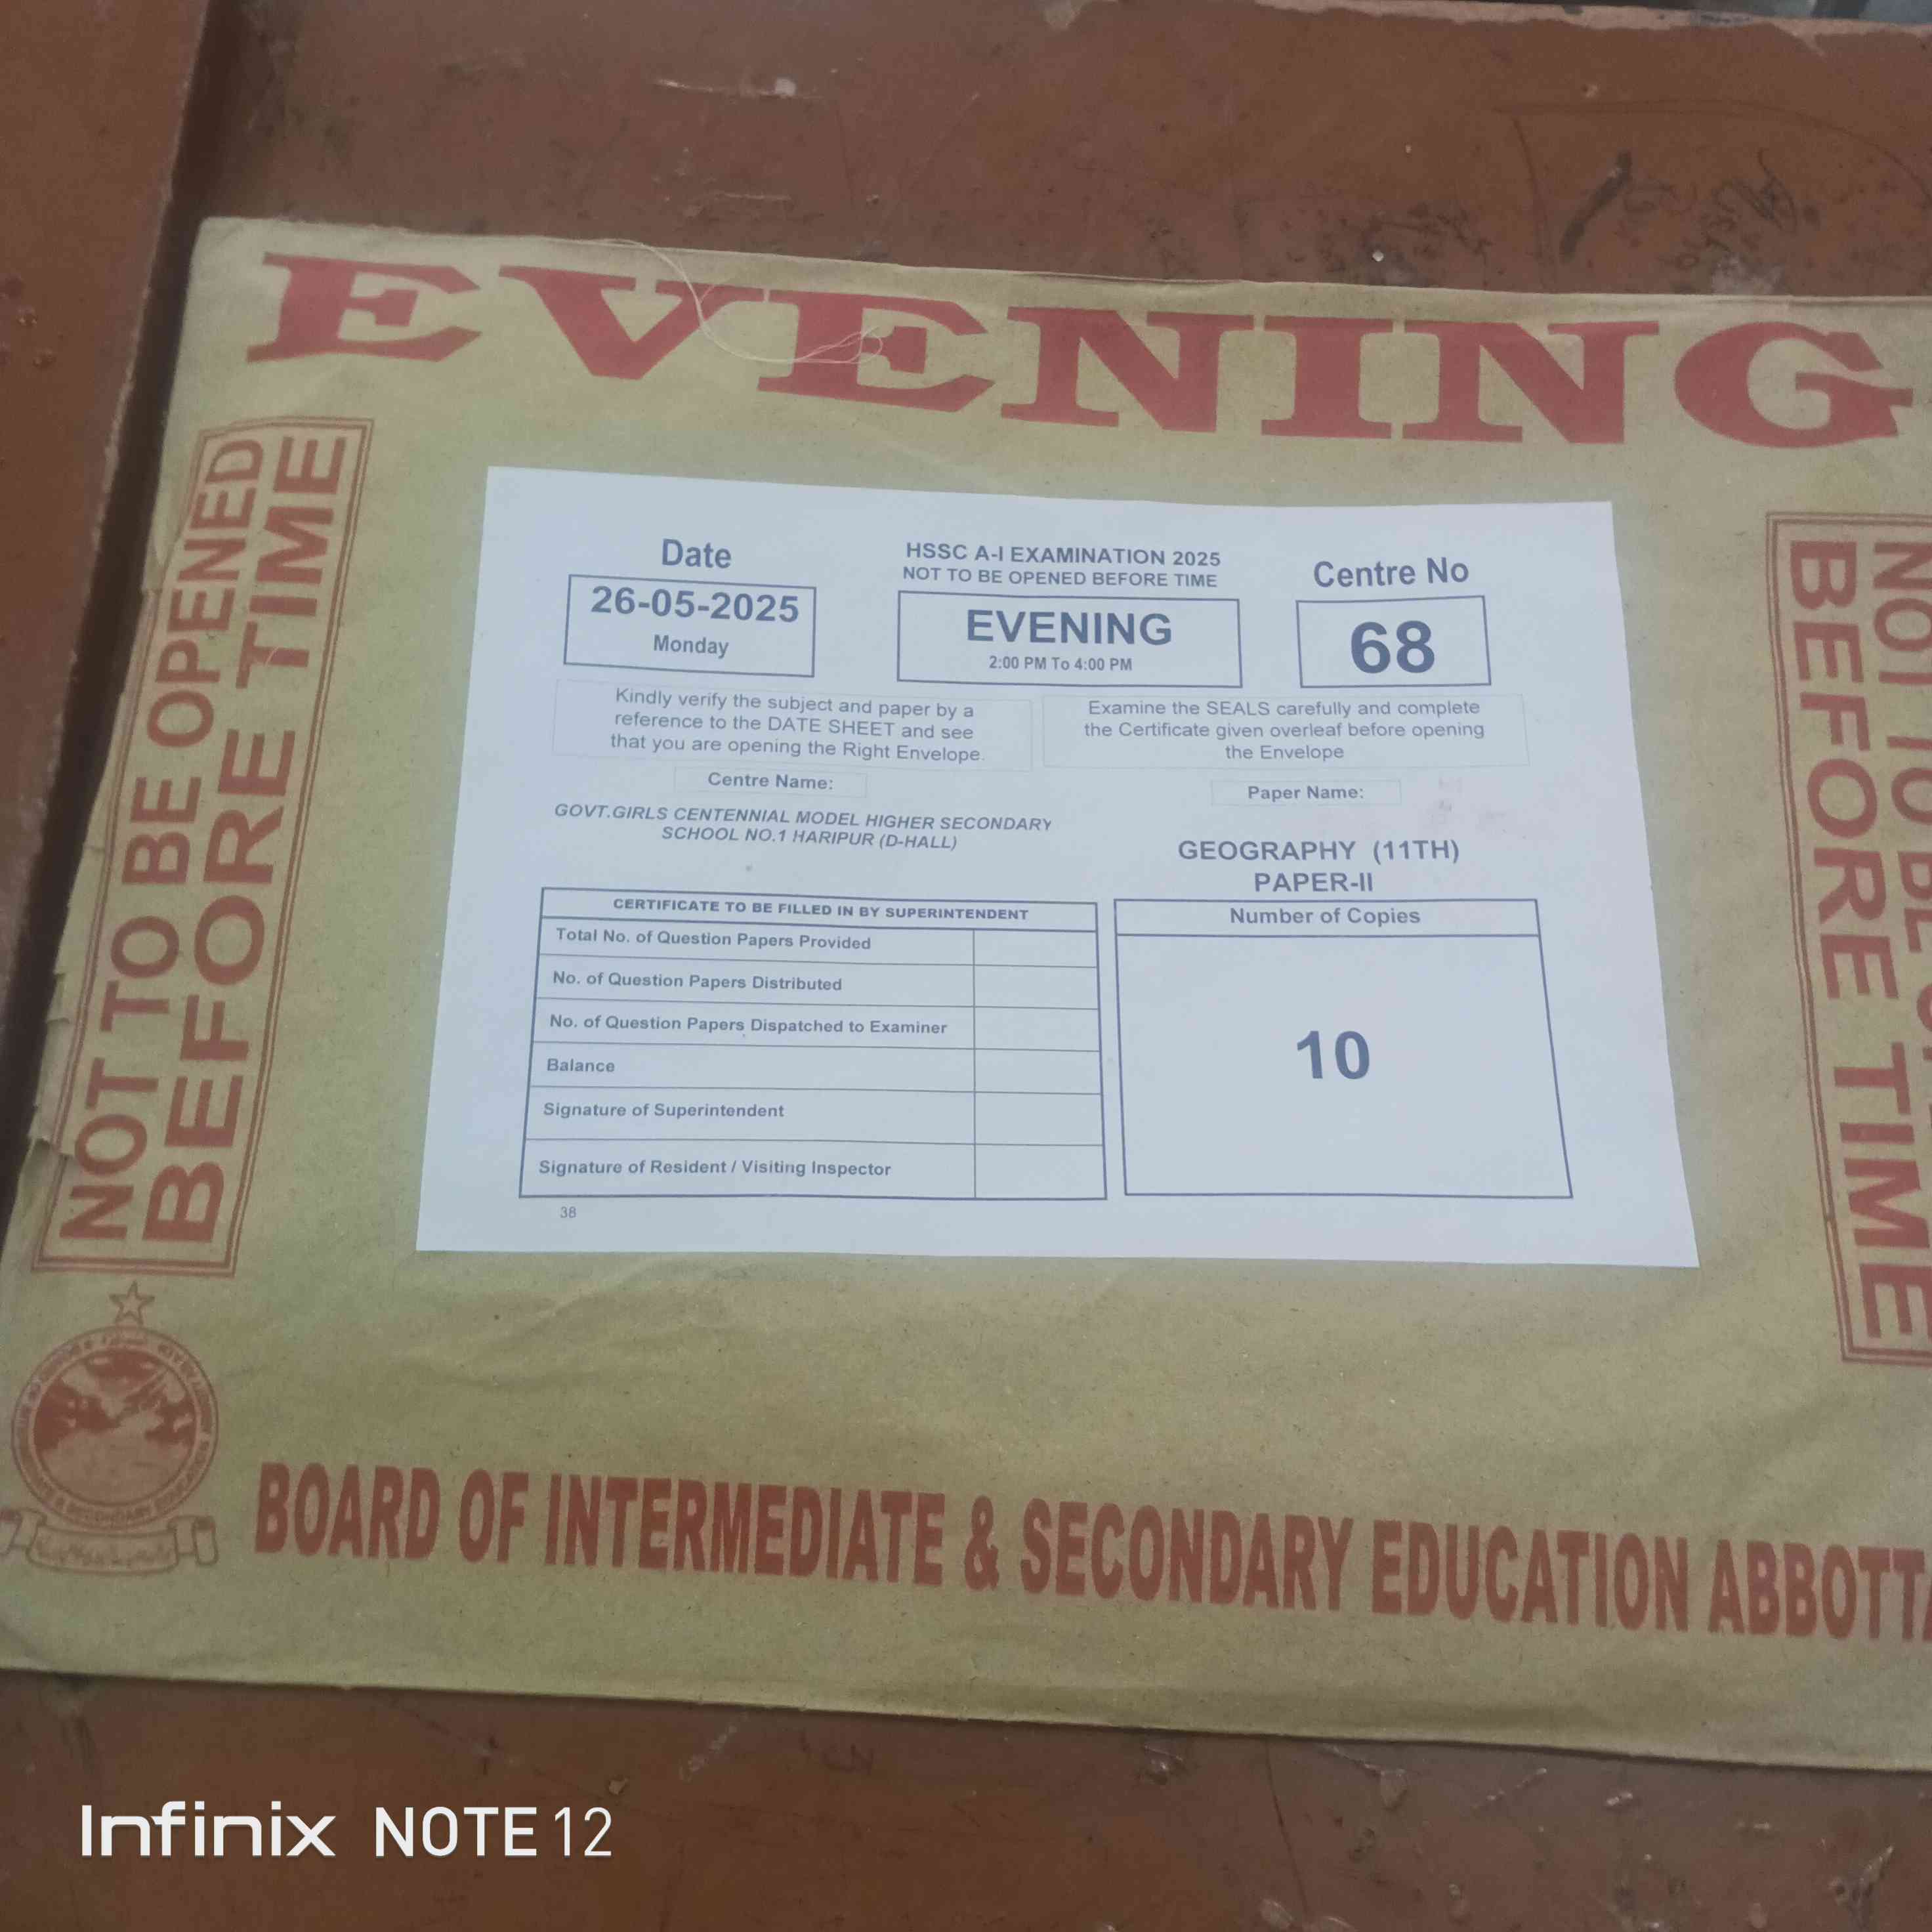 EVENING
NOT TO BE OPENED
BEFORE TIME
Date
26-05-2025
Monday
HSSC A-I EXAMINATION 2025
NOT TO BE OPENED BEFORE TIME
EVENING
2:00 PM To 4:00 PM
Centre No
68
Kindly verify the subject and paper by a
reference to the DATE SHEET and see
that you are opening the Right Envelope.
Examine the SEALS carefully and complete
the Certificate given overleaf before opening
the Envelope
Centre Name:
GOVT.GIRLS CENTENNIAL MODEL HIGHER SECONDARY
SCHOOL NO.1 HARIPUR (D-HALL)
Paper Name:
GEOGRAPHY (11TH)
PAPER-II
CERTIFICATE TO BE FILLED IN BY SUPERINTENDENT
Total No. of Question Papers Provided
No. of Question Papers Distributed
No. of Question Papers Dispatched to Examiner
Balance
Signature of Superintendent
Signature of Resident / Visiting Inspector
Number of Copies
10
38
NOT TO BE
BEFORE TIME
BOARD OF INTERMEDIATE & SECONDARY EDUCATION ABBOTT
Infinix NOTE 12